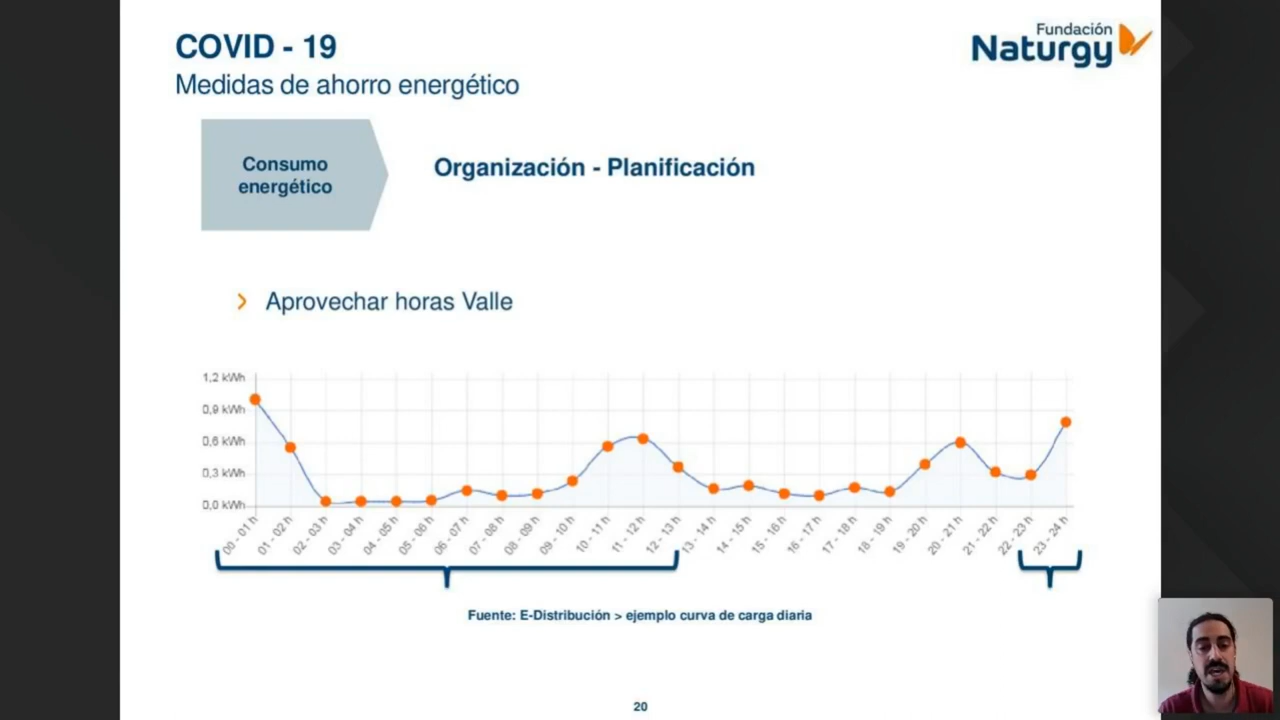 COVID - 19
Medidas de ahorro energético
Fundación
Naturgy
Consumo
energético
Organización - Planificación
Aprovechar horas Valle
1,2 kWh
0,9 kWh
0,6 kWh
0,3 kWh
0,0 kWh
00 - 01 h
01 - 02 h
02 - 03 h
03 - 04 h
04 - 05 h
05 - 06 h
06 - 07 h
07 - 08 h
08 - 09 h
09 - 10 h
10 - 11 h
11 - 12 h
12 - 13 h
13 - 14 h
14 - 15 h
15 - 16 h
16 - 17 h
17 - 18 h
18 - 19 h
19 - 20 h
20 - 21 h
21 - 22 h
22 - 23 h
23 - 24 h
Fuente: E-Distribución > ejemplo curva de carga diaria
20